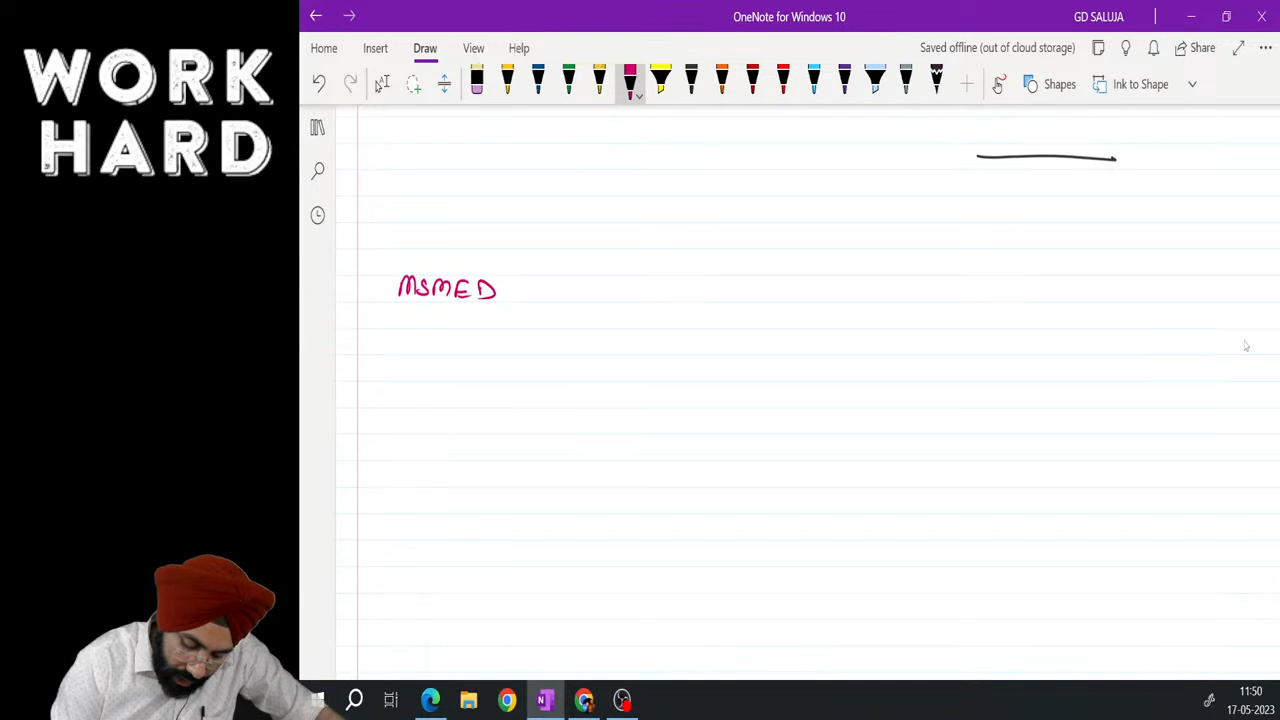 WORK
HARD
OneNote for Windows 10
GD SALUJA
Home
Insert
Draw
View
Help
Saved offline (out of cloud storage)
Share
Shapes
Ink to Shape
MSMED
11:50
17-05-2023